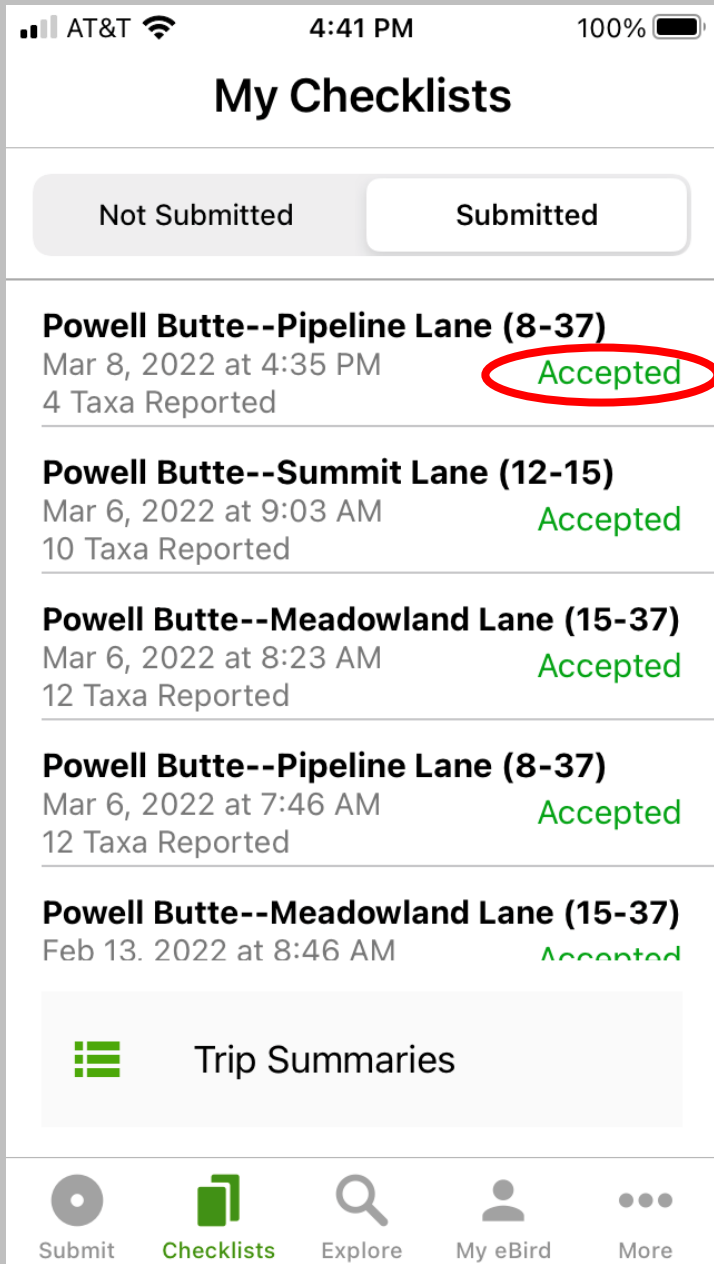 AT&T 4:41 PM 100%
My Checklists
Not Submitted Submitted
Powell Butte--Pipeline Lane (8-37)
Mar 8, 2022 at 4:35 PM Accepted
4 Taxa Reported
Powell Butte--Summit Lane (12-15)
Mar 6, 2022 at 9:03 AM Accepted
10 Taxa Reported
Powell Butte--Meadowland Lane (15-37)
Mar 6, 2022 at 8:23 AM Accepted
12 Taxa Reported
Powell Butte--Pipeline Lane (8-37)
Mar 6, 2022 at 7:46 AM Accepted
12 Taxa Reported
Powell Butte--Meadowland Lane (15-37)
Feb 13, 2022 at 8:46 AM Accepted
Trip Summaries
Submit Checklists Explore My eBird More